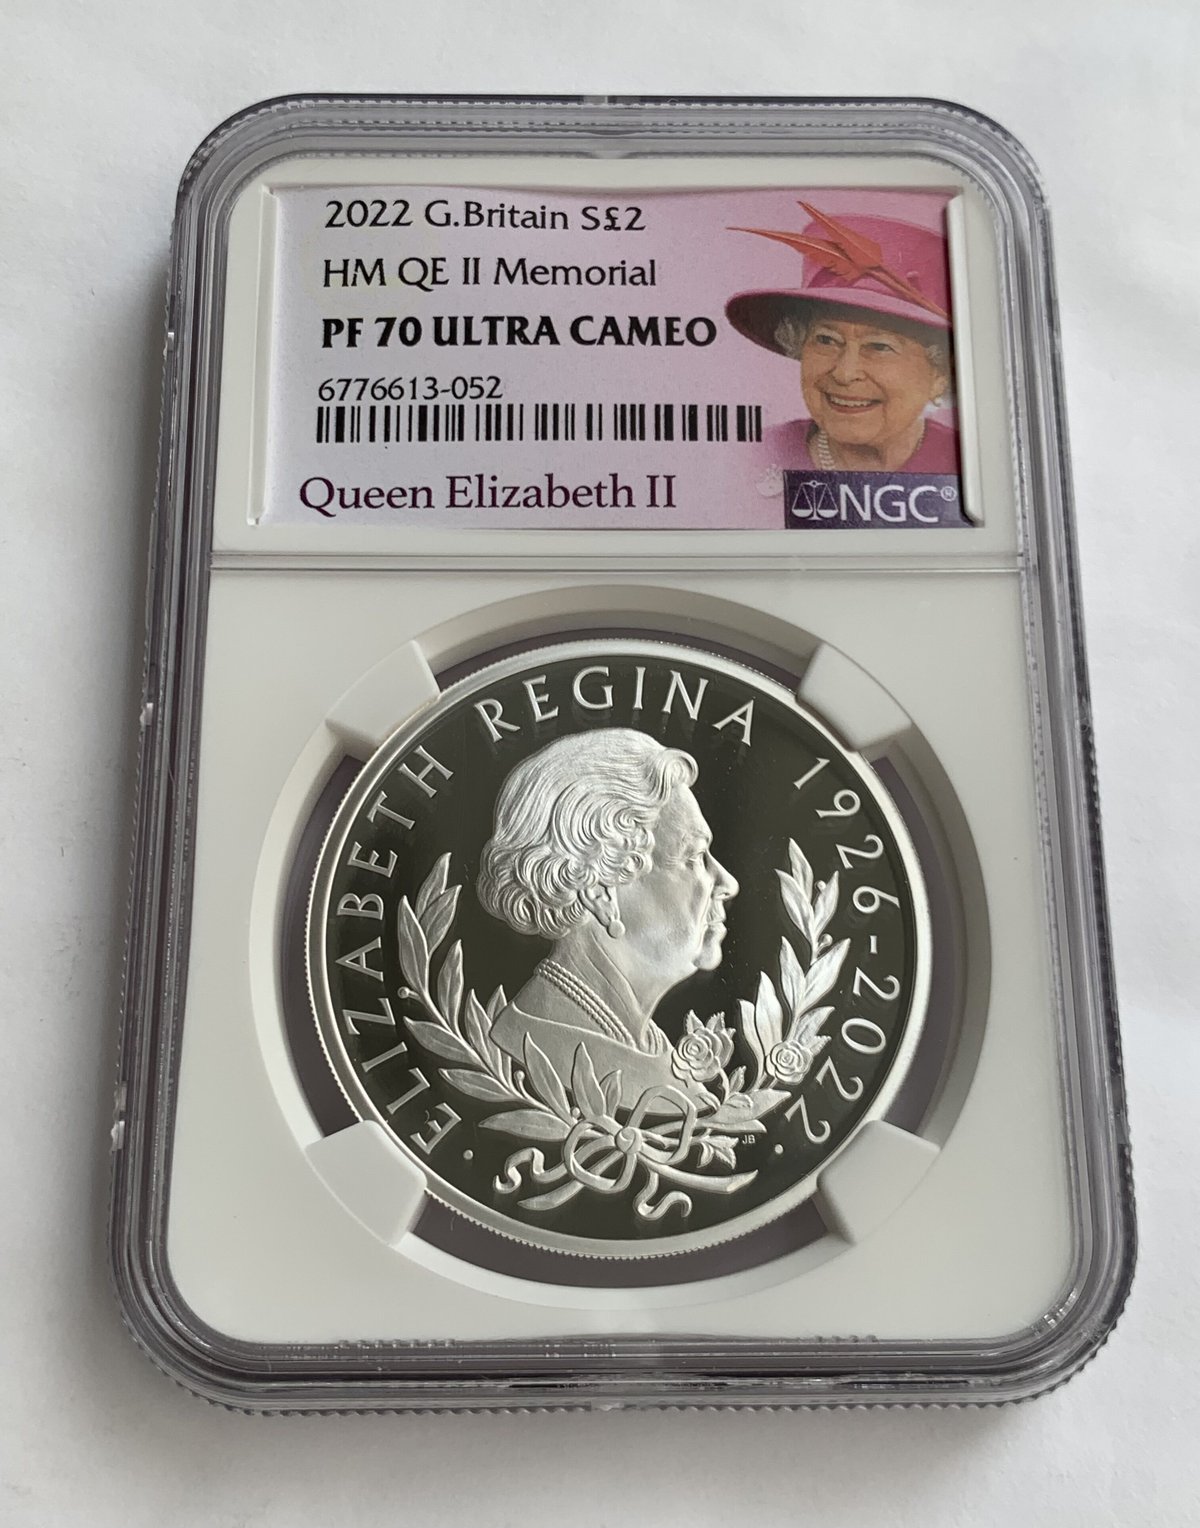 2022 G.Britain S£2
HM QE II Memorial
PF 70 ULTRA CAMEO
6776613-052
Queen Elizabeth II
NGC®
· ELIZABETH REGINA 1926-2022 ·
JB